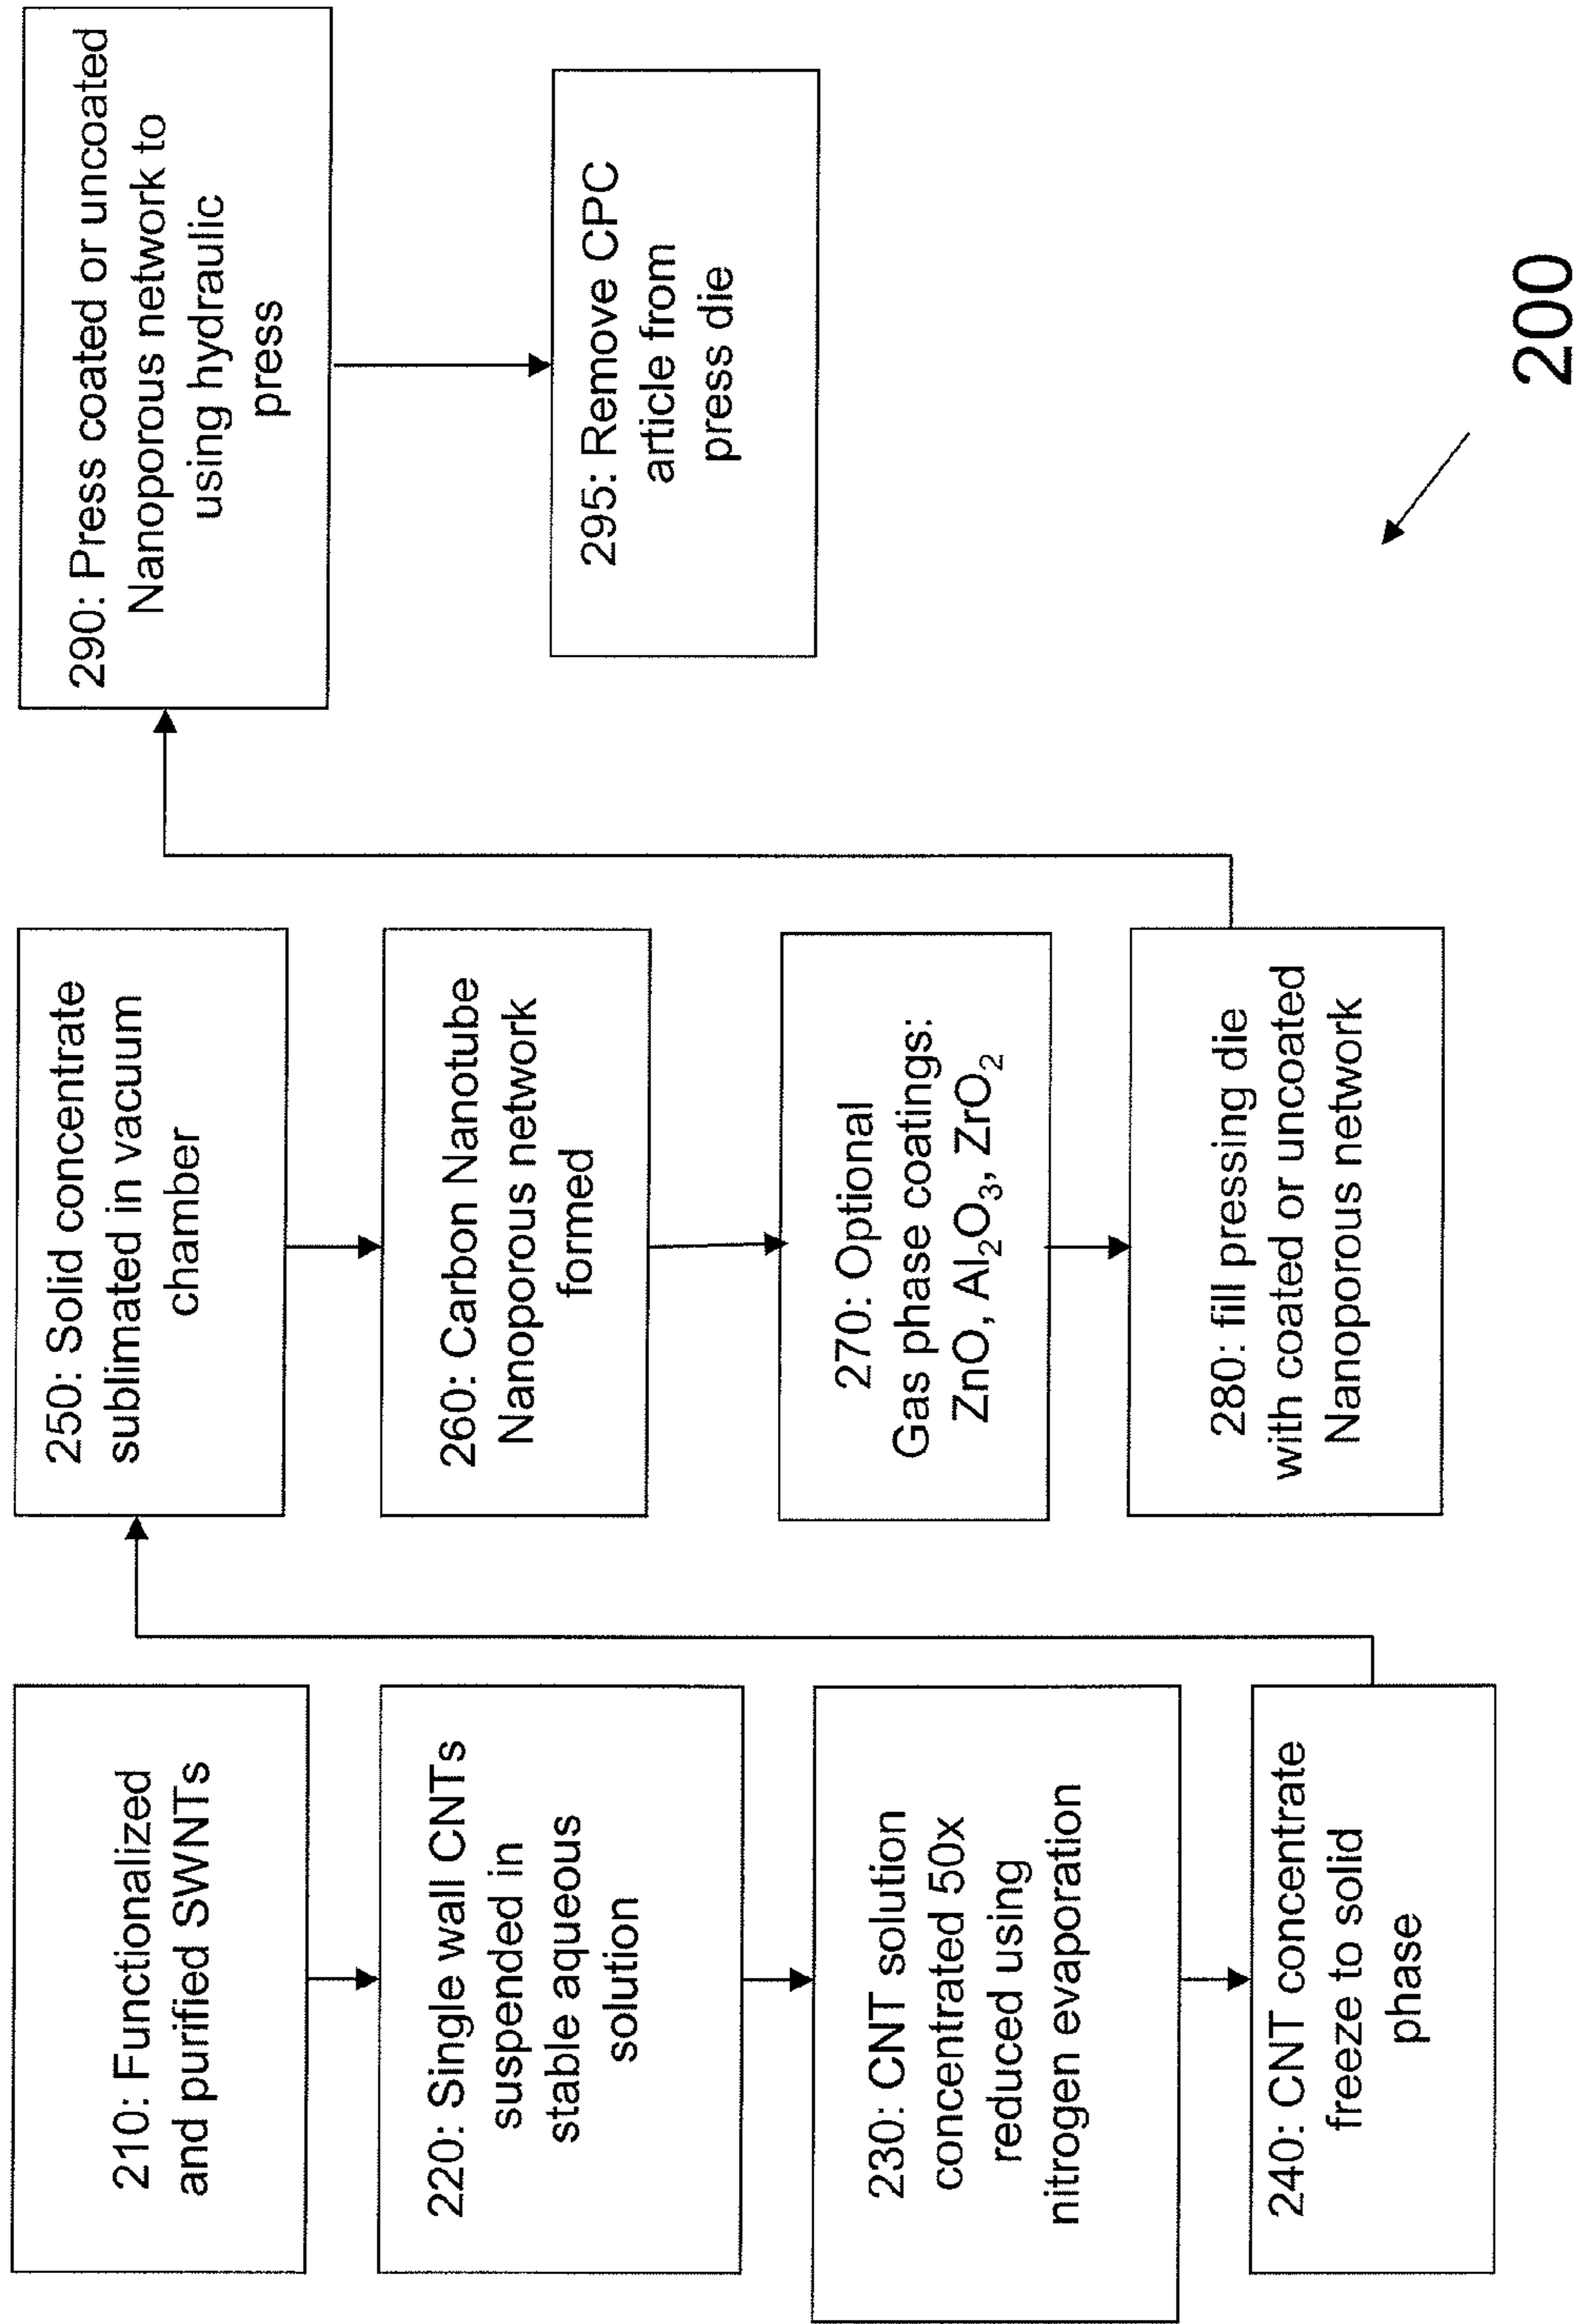 210: Functionalized
and purified SWNTs
220: Single wall CNTs
suspended in
stable aqueous
solution
230: CNT solution
concentrated 50x
reduced using
nitrogen evaporation
240: CNT concentrate
freeze to solid
phase
250: Solid concentrate
sublimated in vacuum
chamber
260: Carbon Nanotube
Nanoporous network
formed
270: Optional
Gas phase coatings:
ZnO, Al₂O₃, ZrO₂
280: fill pressing die
with coated or uncoated
Nanoporous network
290: Press coated or uncoated
Nanoporous network to
using hydraulic
press
295: Remove CPC
article from
press die
200